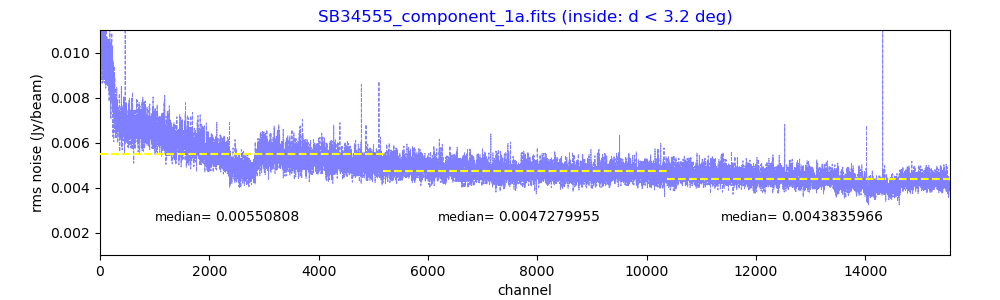 SB34555_component_1a.fits (inside: d < 3.2 deg)
rms noise (Jy/beam)
0.010
0.008
0.006
0.004
0.002
median= 0.00550808 median= 0.0047279955 median= 0.0043835966
0 2000 4000 6000 8000 10000 12000 14000
channel